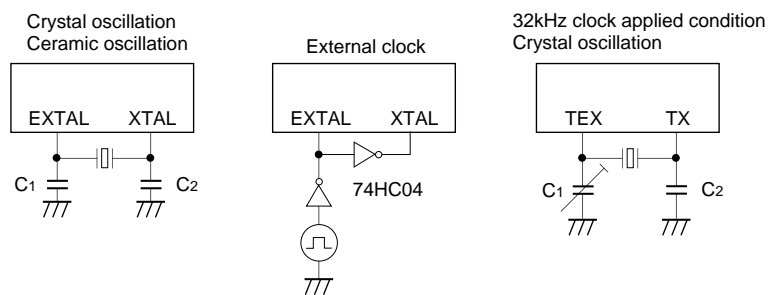 Crystal oscillation
Ceramic oscillation
EXTAL XTAL
C1
C2
External clock
EXTAL XTAL
74HC04
32kHz clock applied condition
Crystal oscillation
TEX TX
C1
C2